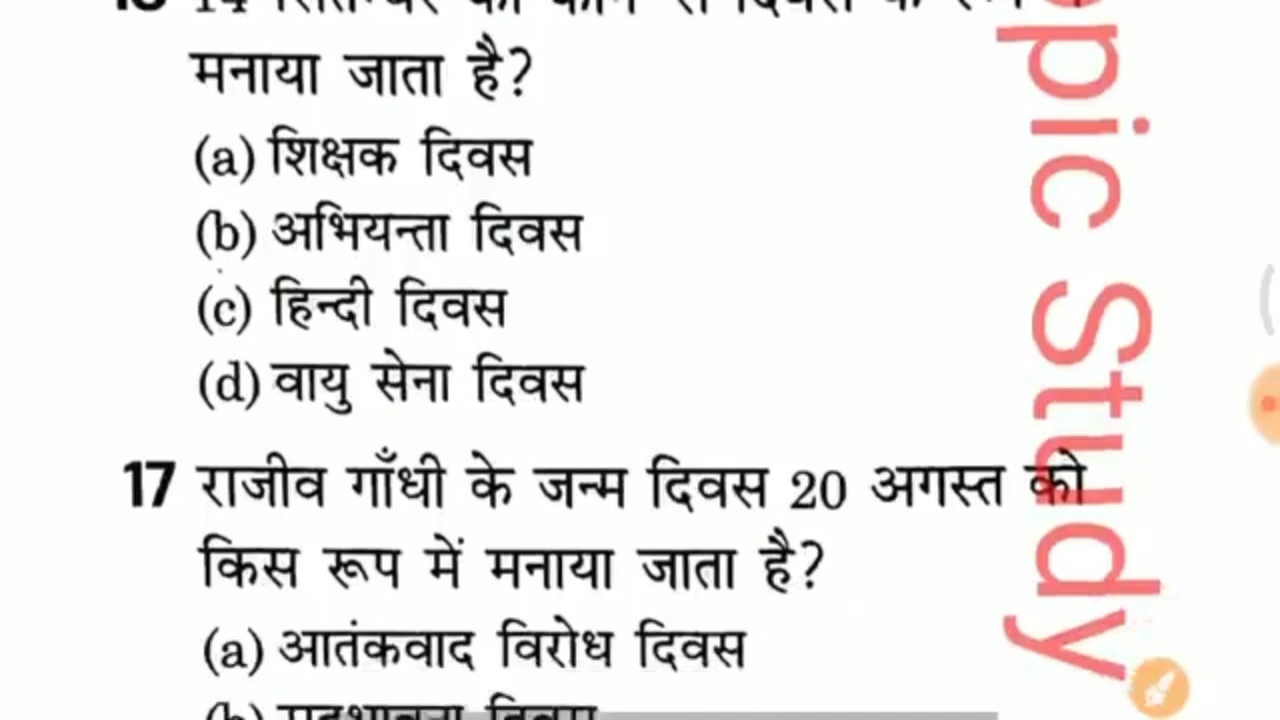 मनाया जाता है?
(a) शिक्षक दिवस
(b) अभियन्ता दिवस
(c) हिन्दी दिवस
(d) वायु सेना दिवस
17 राजीव गाँधी के जन्म दिवस 20 अगस्त को
किस रूप में मनाया जाता है?
(a) आतंकवाद विरोध दिवस
pic Study